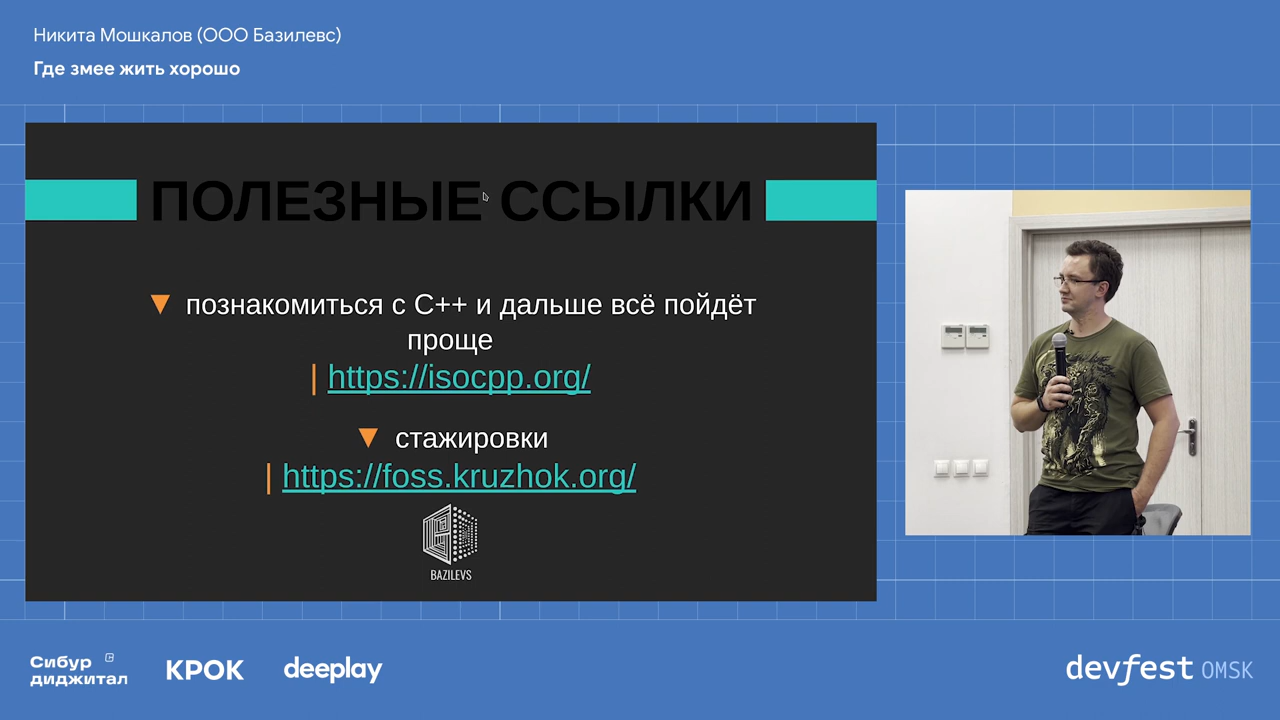 Никита Мошкалов (ООО Базилевс)
Где змее жить хорошо
ПОЛЕЗНЫЕ ССЫЛКИ
▼ познакомиться с C++ и дальше всё пойдёт
проще
| https://isocpp.org/
▼ стажировки
| https://foss.kruzhok.org/
BAZILEVS
Сибур
диджитал
КРОК
deeplay
devfest OMSK